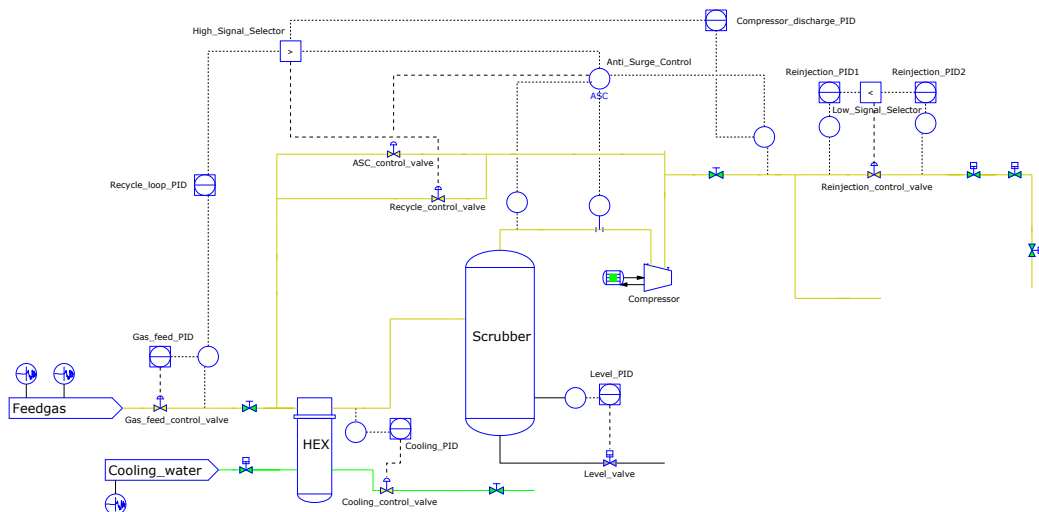 Compressor_discharge_PID
High_Signal_Selector
>
Anti_Surge_Control
ASC
Reinjection_PID1
Reinjection_PID2
<
Low_Signal_Selector
ASC_control_valve
Recycle_loop_PID
Reinjection_control_valve
Recycle_control_valve
Compressor
Gas_feed_PID
Scrubber
Level_PID
Feedgas
Gas_feed_control_valve
HEX
Cooling_PID
Cooling_water
Level_valve
Cooling_control_valve